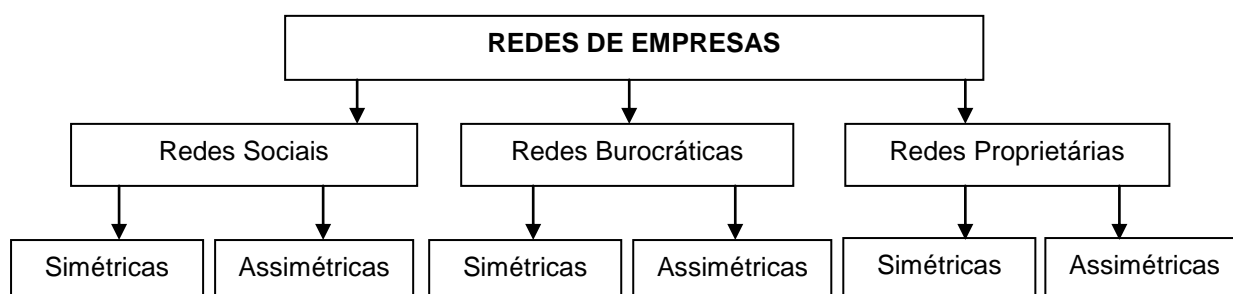 REDES DE EMPRESAS
Redes Sociais
Redes Burocráticas
Redes Proprietárias
Simétricas
Assimétricas
Simétricas
Assimétricas
Simétricas
Assimétricas